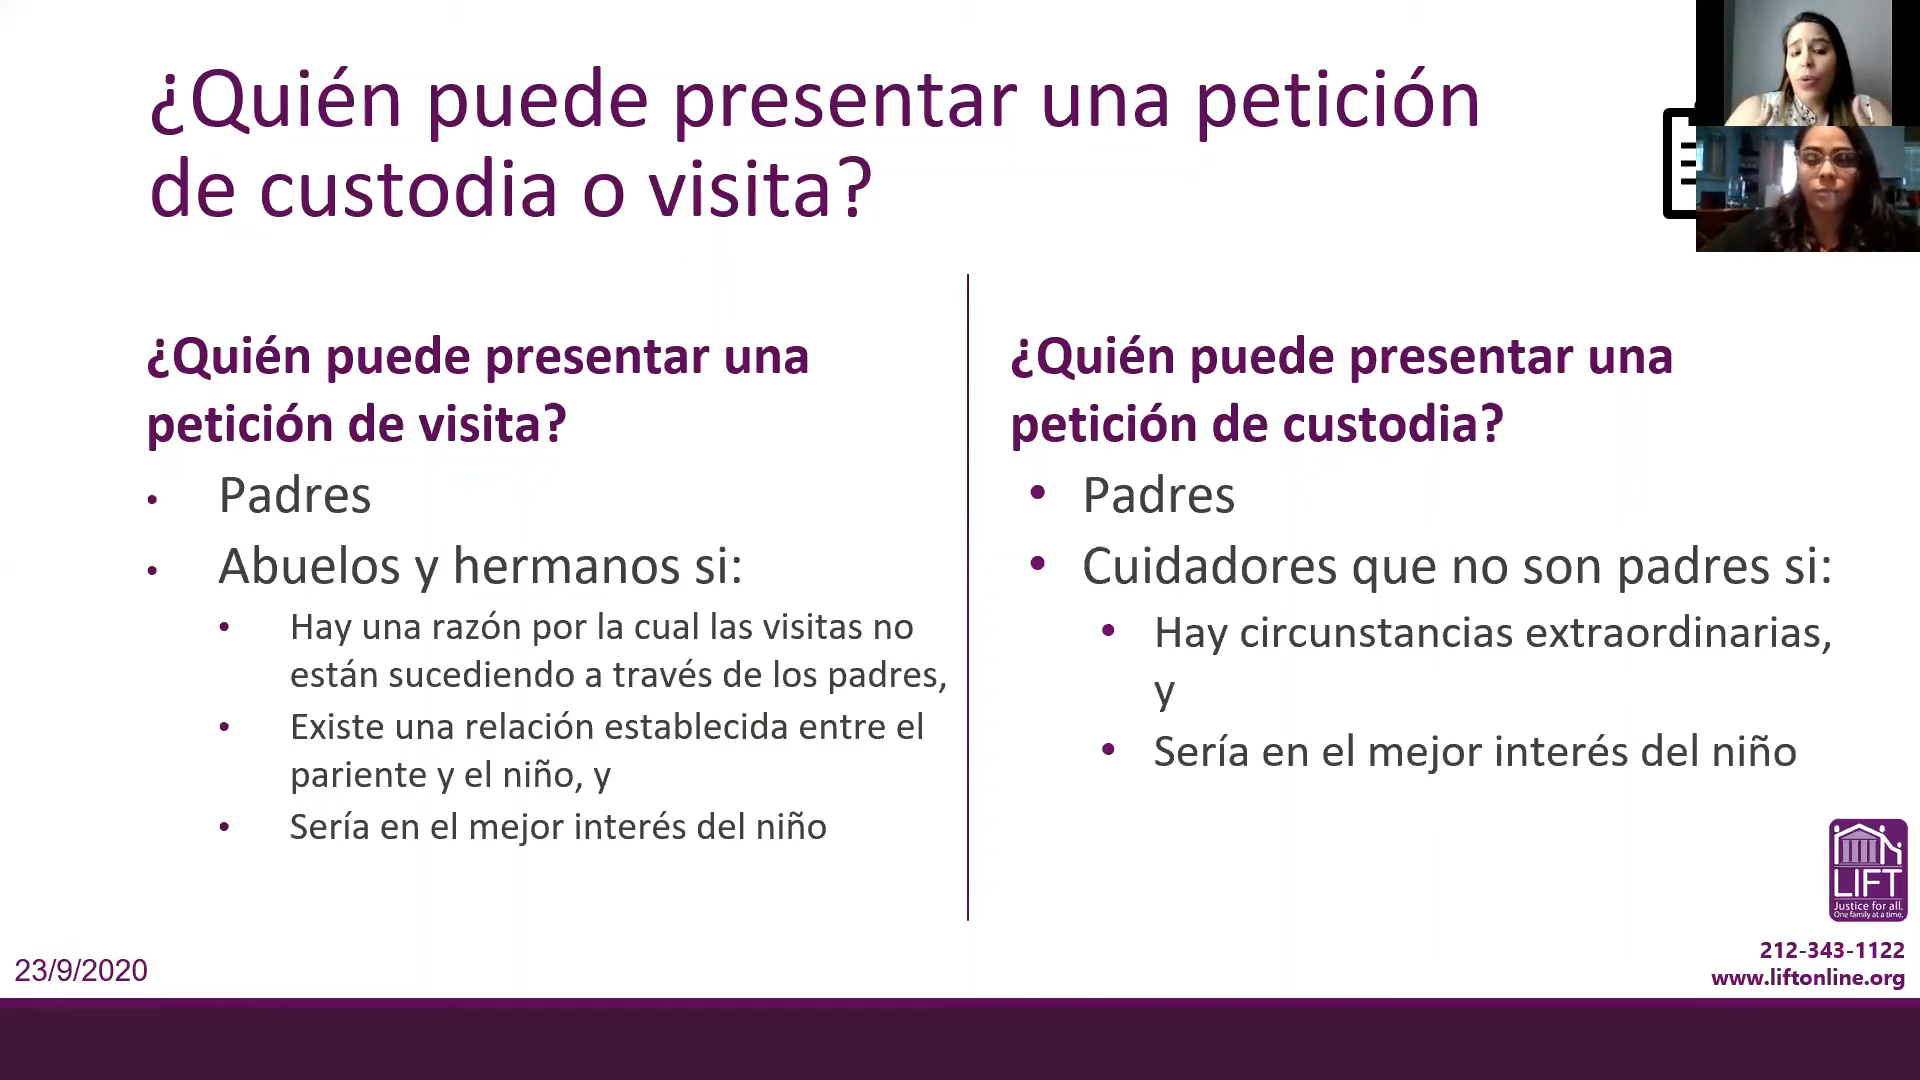 ¿Quién puede presentar una petición
de custodia o visita?
¿Quién puede presentar una
petición de visita?
• Padres
• Abuelos y hermanos si:
• Hay una razón por la cual las visitas no
están sucediendo a través de los padres,
• Existe una relación establecida entre el
pariente y el niño, y
• Sería en el mejor interés del niño
¿Quién puede presentar una
petición de custodia?
• Padres
• Cuidadores que no son padres si:
• Hay circunstancias extraordinarias,
y
• Sería en el mejor interés del niño
LIFT
Justice for all.
One family at a time.
212-343-1122
www.liftonline.org
23/9/2020